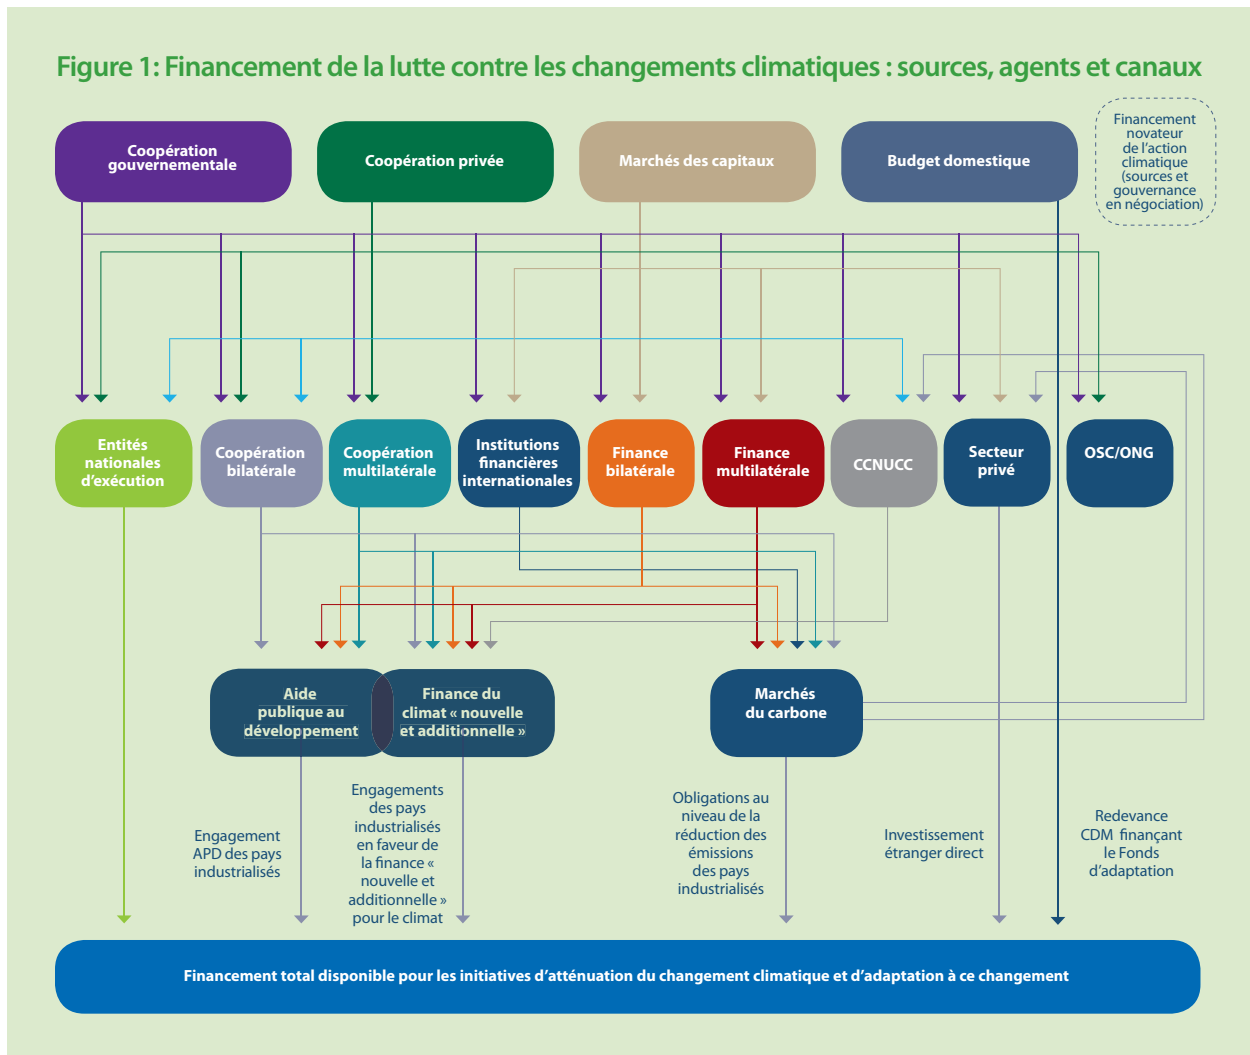 Figure 1: Financement de la lutte contre les changements climatiques : sources, agents et canaux
Coopération
gouvernementale
Coopération privée
Marchés des capitaux
Budget domestique
Financement
novateur
de l’action
climatique
(sources et
gouvernance
en négociation)
Entités
nationales
d’exécution
Coopération
bilatérale
Coopération
multilatérale
Institutions
financières
internationales
Finance
bilatérale
Finance
multilatérale
CCNUCC
Secteur
privé
OSC/ONG
Aide
publique au
développement
Finance du
climat « nouvelle
et additionnelle »
Marchés
du carbone
Engagement
APD des pays
industrialisés
Engagements
des pays
industrialisés
en faveur de
la finance «
nouvelle et
additionnelle »
pour le climat
Obligations au
niveau de la
réduction des
émissions
des pays
industrialisés
Investissement
étranger direct
Redevance
CDM finançant
le Fonds
d’adaptation
Financement total disponible pour les initiatives d’atténuation du changement climatique et d’adaptation à ce changement